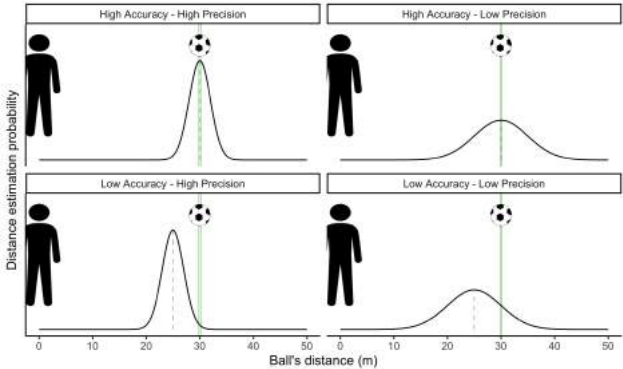 High Accuracy - High Precision
High Accuracy - Low Precision
Low Accuracy - High Precision
Low Accuracy - Low Precision
Distance estimation probability
0 10 20 30 40 50
0 10 20 30 40 50
Ball's distance (m)